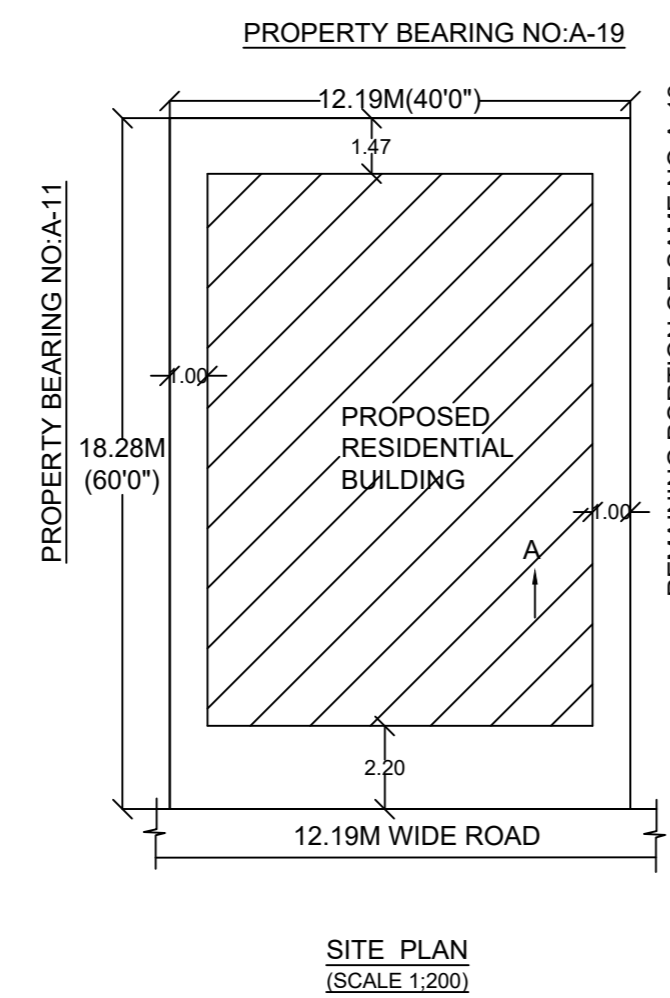 PROPERTY BEARING NO:A-19
12.19M(40'0")
1.47
PROPERTY BEARING NO:A-11
1.00
18.28M
(60'0")
PROPOSED
RESIDENTIAL
BUILDING
1.00
A
2.20
12.19M WIDE ROAD
SITE PLAN
(SCALE 1;200)